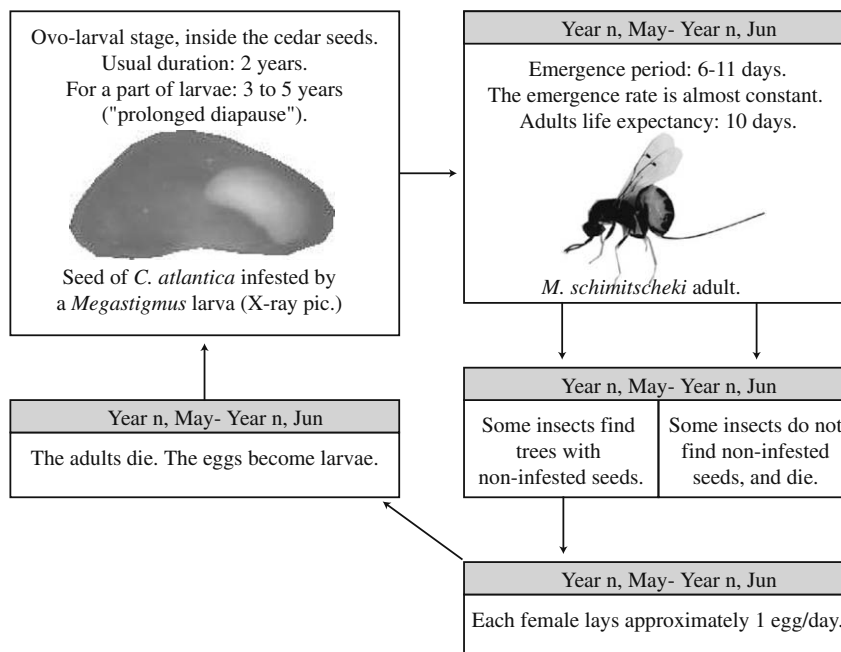 Ovo-larval stage, inside the cedar seeds.
Usual duration: 2 years.
For a part of larvae: 3 to 5 years
("prolonged diapause").
Seed of C. atlantica infested by
a Megastigmus larva (X-ray pic.)
Year n, May- Year n, Jun
Emergence period: 6-11 days.
The emergence rate is almost constant.
Adults life expectancy: 10 days.
M. schimitscheki adult.
Year n, May- Year n, Jun
Some insects find
trees with
non-infested seeds.
Some insects do not
find non-infested
seeds, and die.
Year n, May- Year n, Jun
Each female lays approximately 1 egg/day.
Year n, May- Year n, Jun
The adults die. The eggs become larvae.